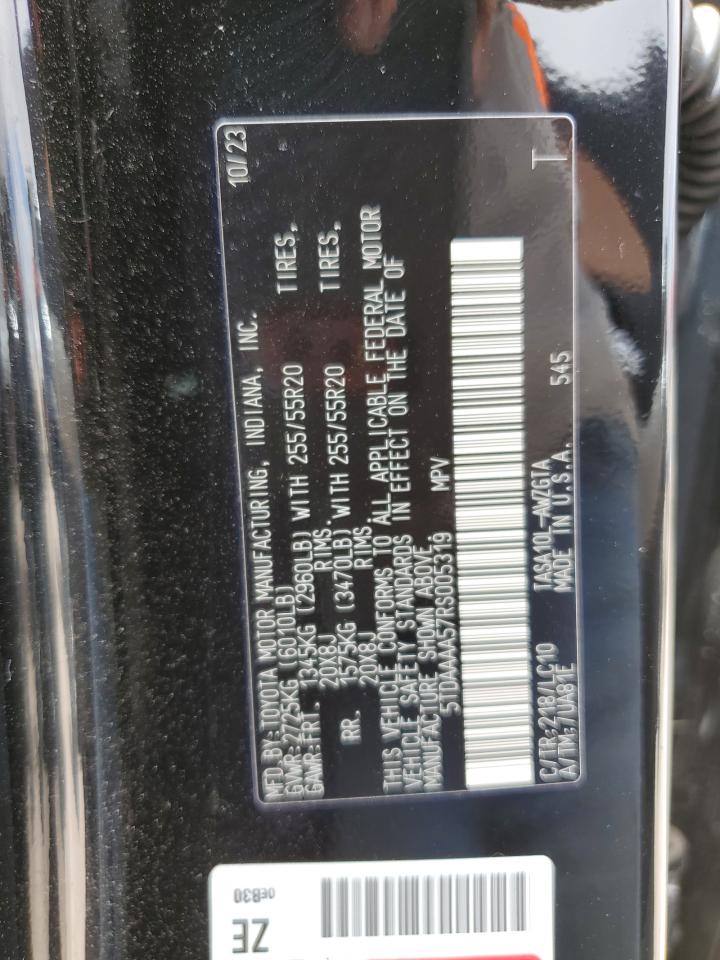 MFD.BY:TOYOTA MOTOR MANUFACTURING, INDIANA, INC. 10/23
GVWR:2725KG(6010LB)
GAWR:FRT. 1345KG(2960LB)WITH 255/55R20 TIRES,
20X8J RIMS.
RR. 1575KG(3470LB)WITH 255/55R20 TIRES,
20X8J RIMS
THIS VEHICLE CONFORMS TO ALL APPLICABLE FEDERAL MOTOR
VEHICLE SAFETY STANDARDS IN EFFECT ON THE DATE OF
MANUFACTURE SHOWN ABOVE.
5TDAAAA57RS005319 MPV
C/TR:218/LC10 TASA10L-AWZGTA
A/TM:7UA81E MADE IN U.S.A. 545 T
0EB30
ZE